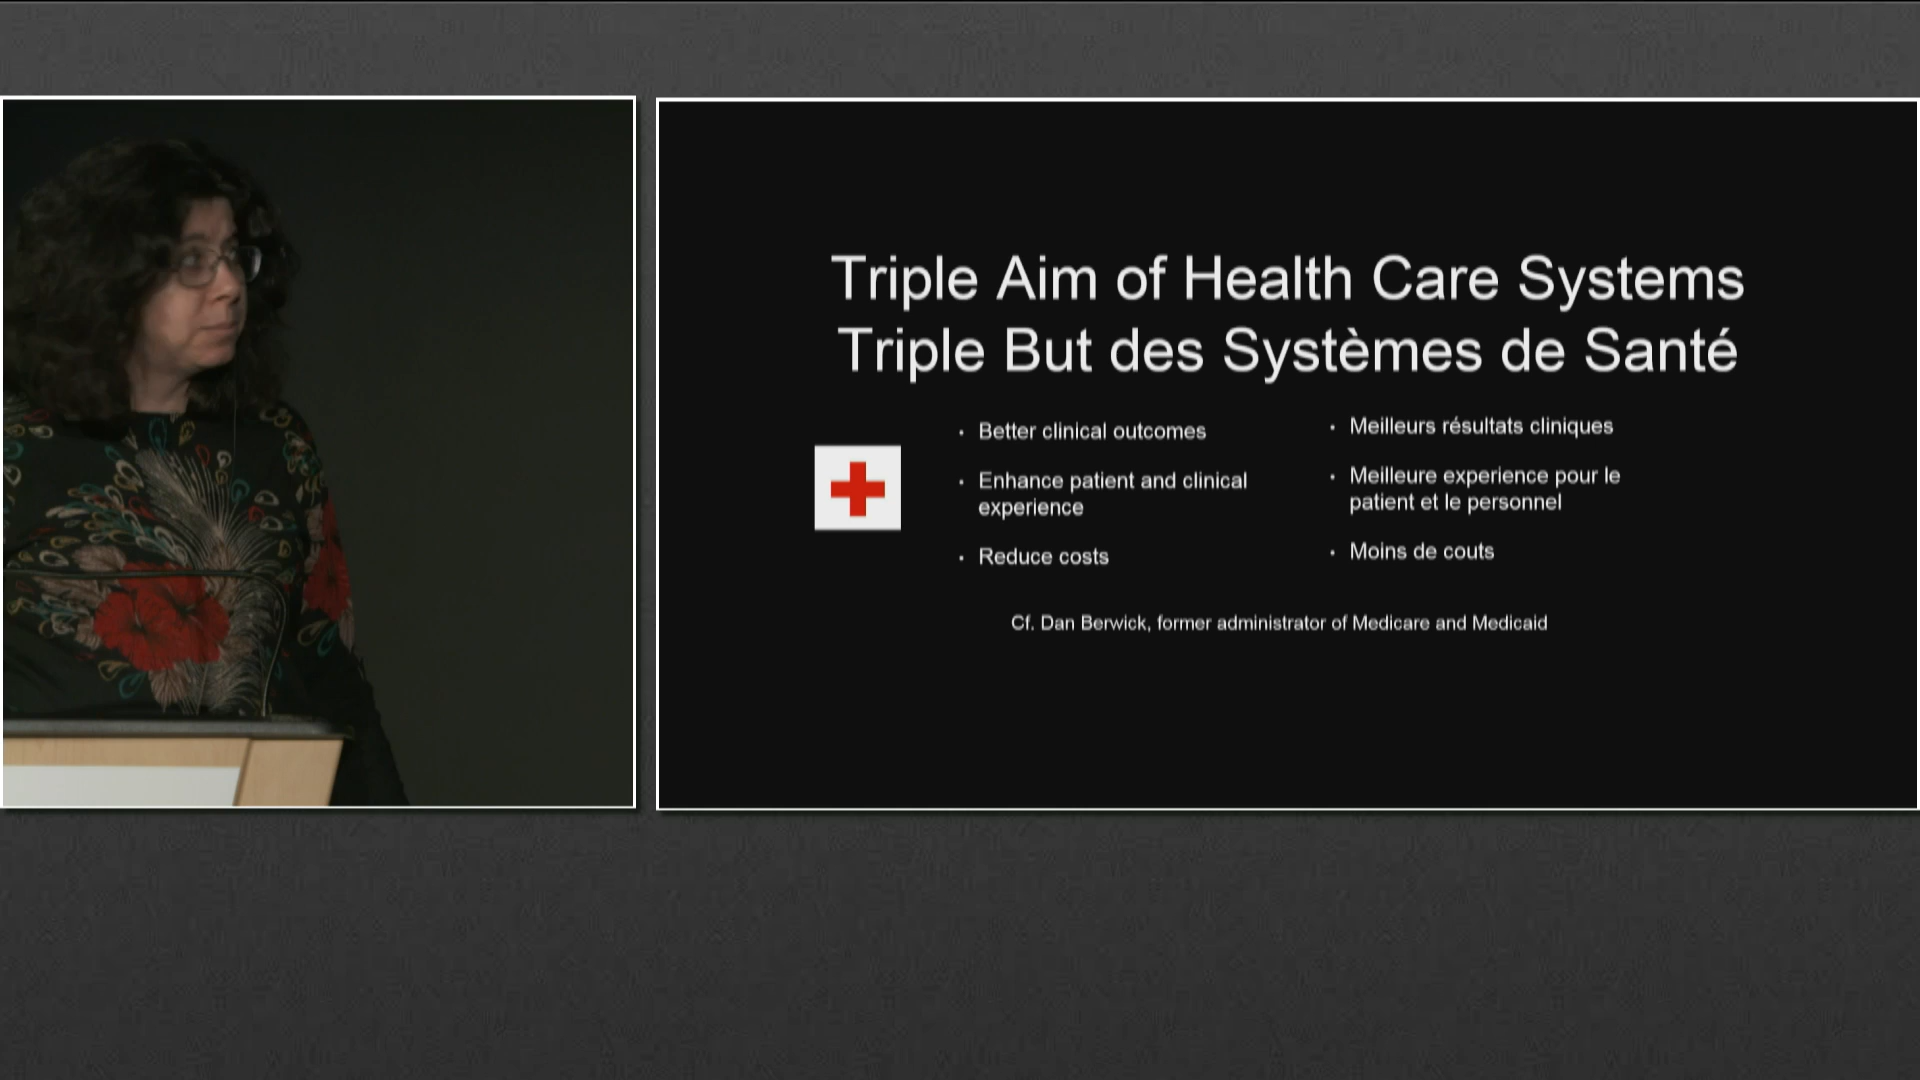 Triple Aim of Health Care Systems
Triple But des Systèmes de Santé
• Better clinical outcomes
• Enhance patient and clinical
experience
• Reduce costs
• Meilleurs résultats cliniques
• Meilleure experience pour le
patient et le personnel
• Moins de couts
Cf. Dan Berwick, former administrator of Medicare and Medicaid